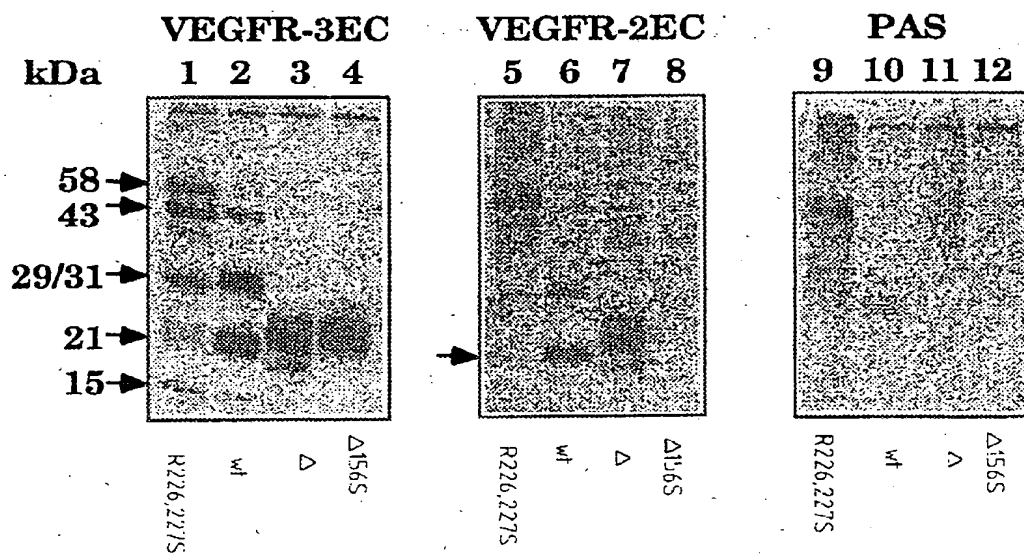 VEGFR-3EC VEGFR-2EC PAS
kDa 1 2 3 4 5 6 7 8 9 10 11 12
58
43
29/31
21
15
R226,227S wt Δ Δ156S R226,227S wt Δ Δ156S R226,227S wt Δ Δ156S